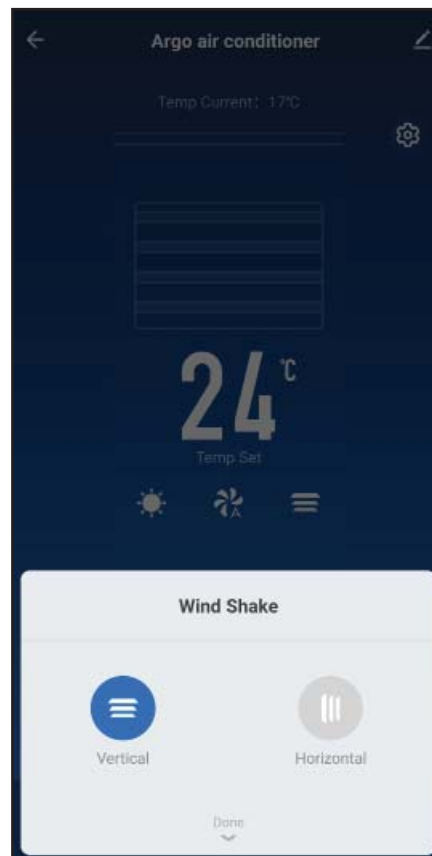 Argo air conditioner
Temp Current: 17℃
24 ℃
Temp Set
A
Wind Shake
Vertical Horizontal
Done